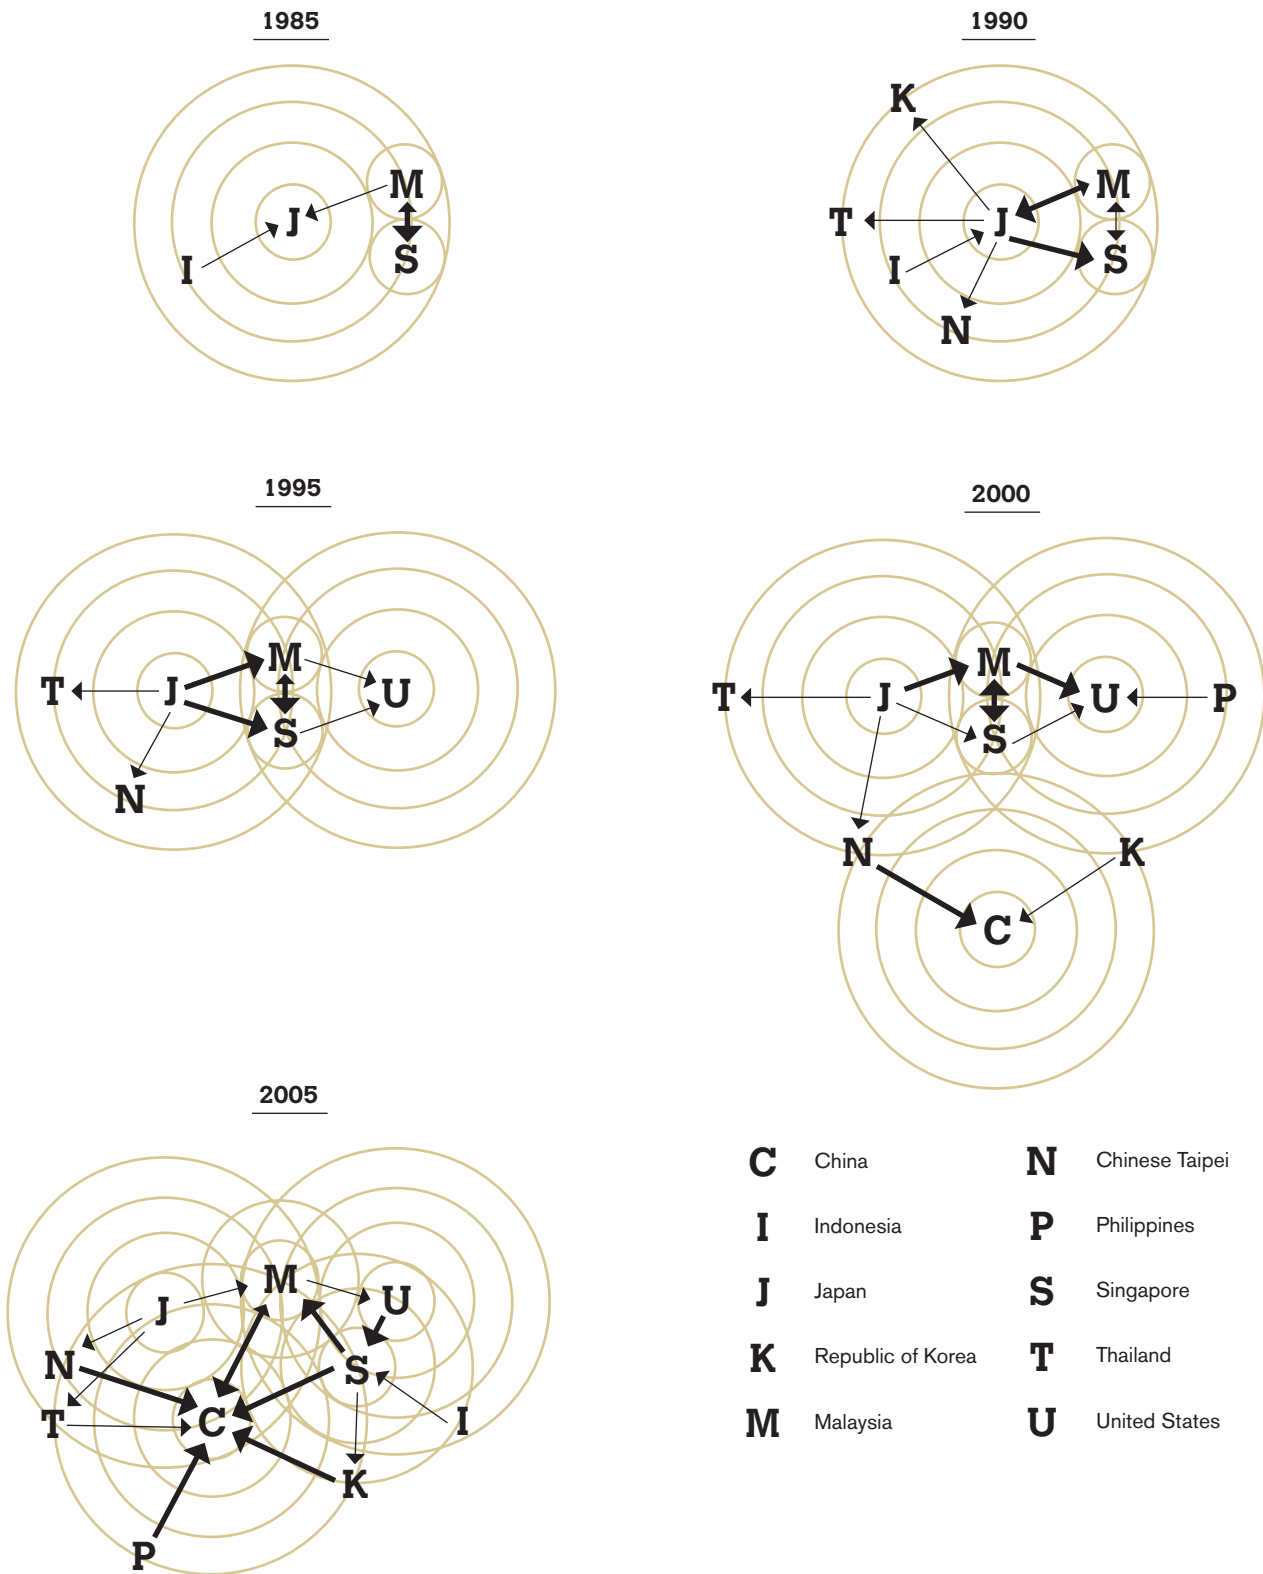 1985
M
J
S
I
1990
K
M
T
J
I
S
N
1995
M
T
J
U
S
N
2000
M
T
J
U
P
S
N
K
C
2005
M
J
U
N
S
T
C
I
K
P
C China
N Chinese Taipei
I Indonesia
P Philippines
J Japan
S Singapore
K Republic of Korea
T Thailand
M Malaysia
U United States